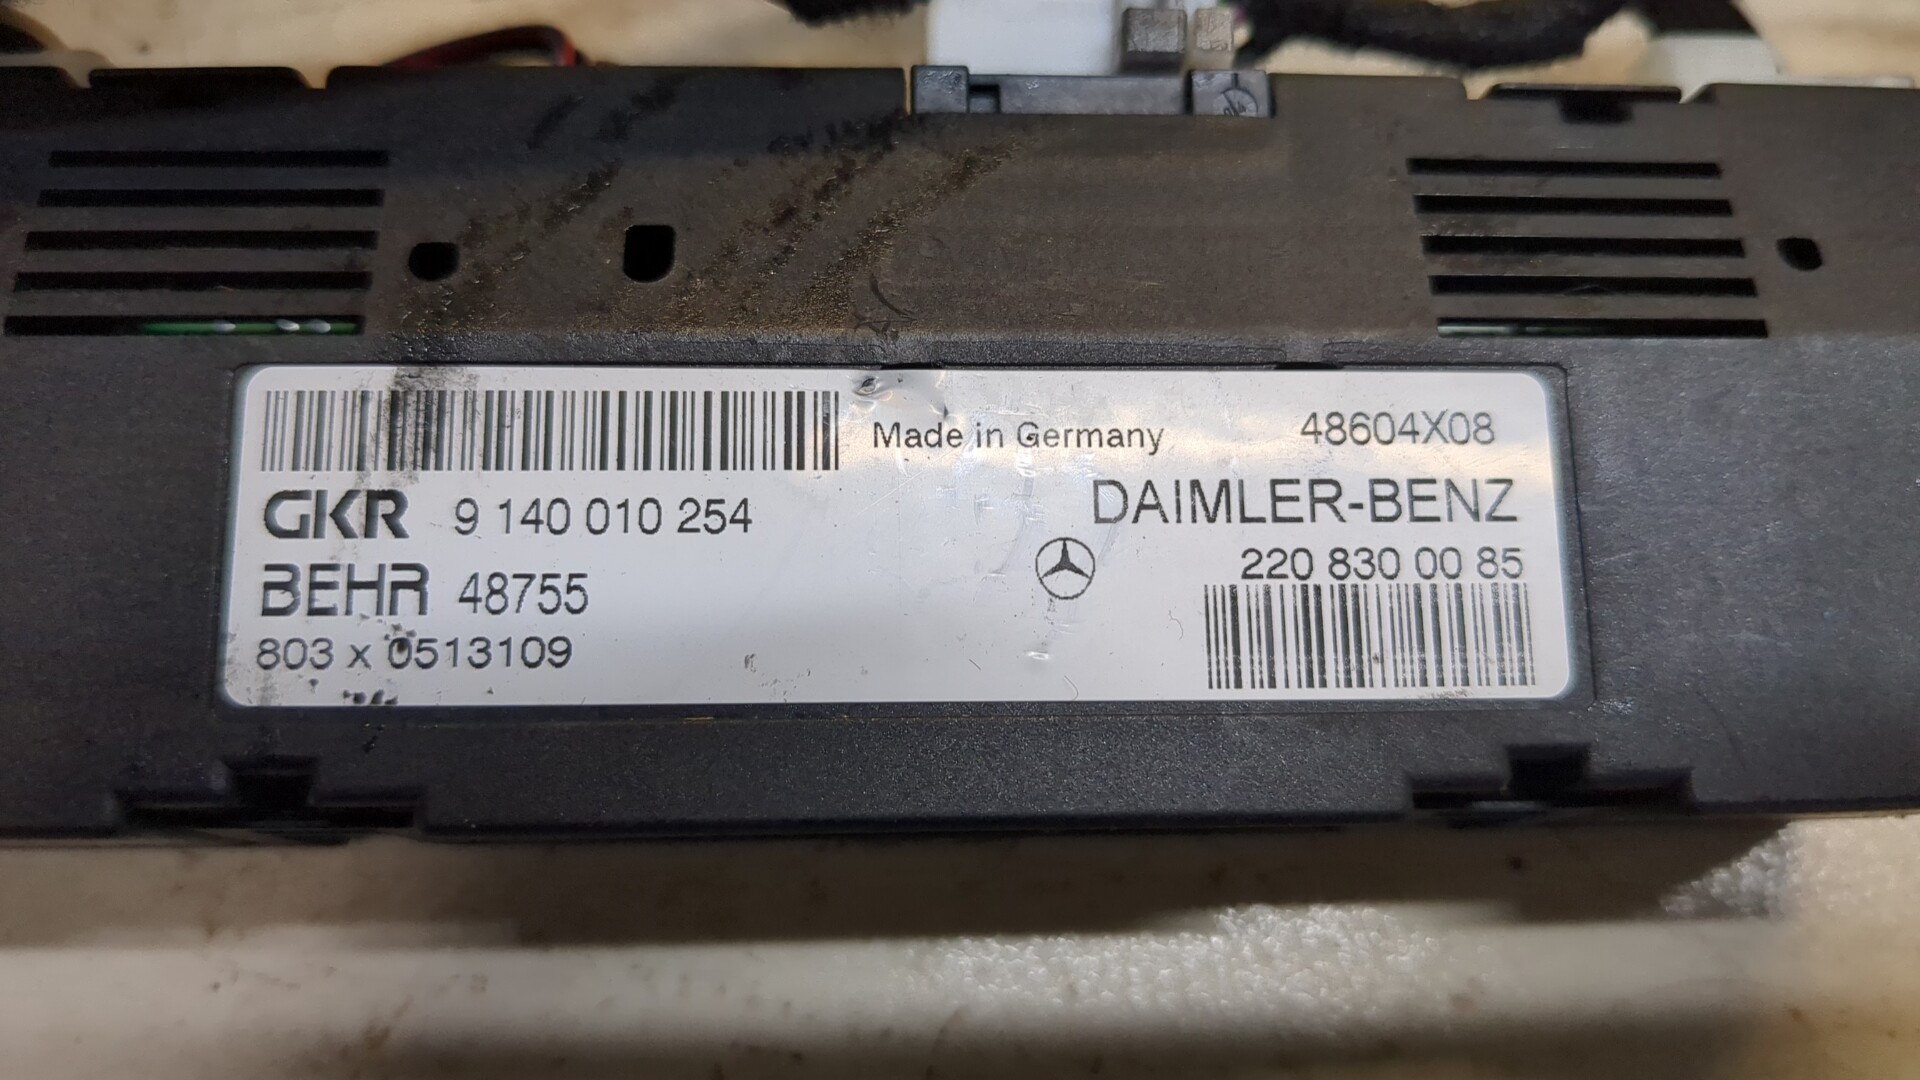 Made in Germany
48604X08
GKR 9 140 010 254
DAIMLER-BENZ
BEHR 48755
220 830 00 85
803 x 0513109